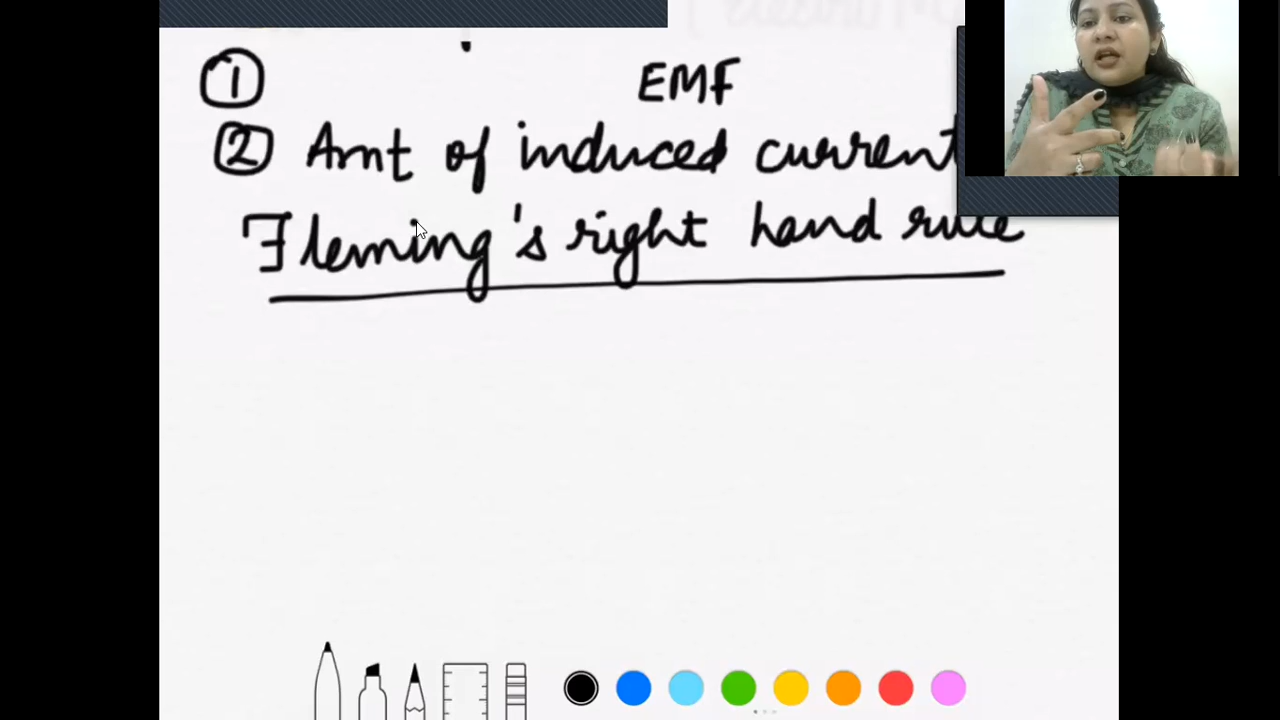 1 EMF
2 Amt of induced current
Fleming's right hand rule